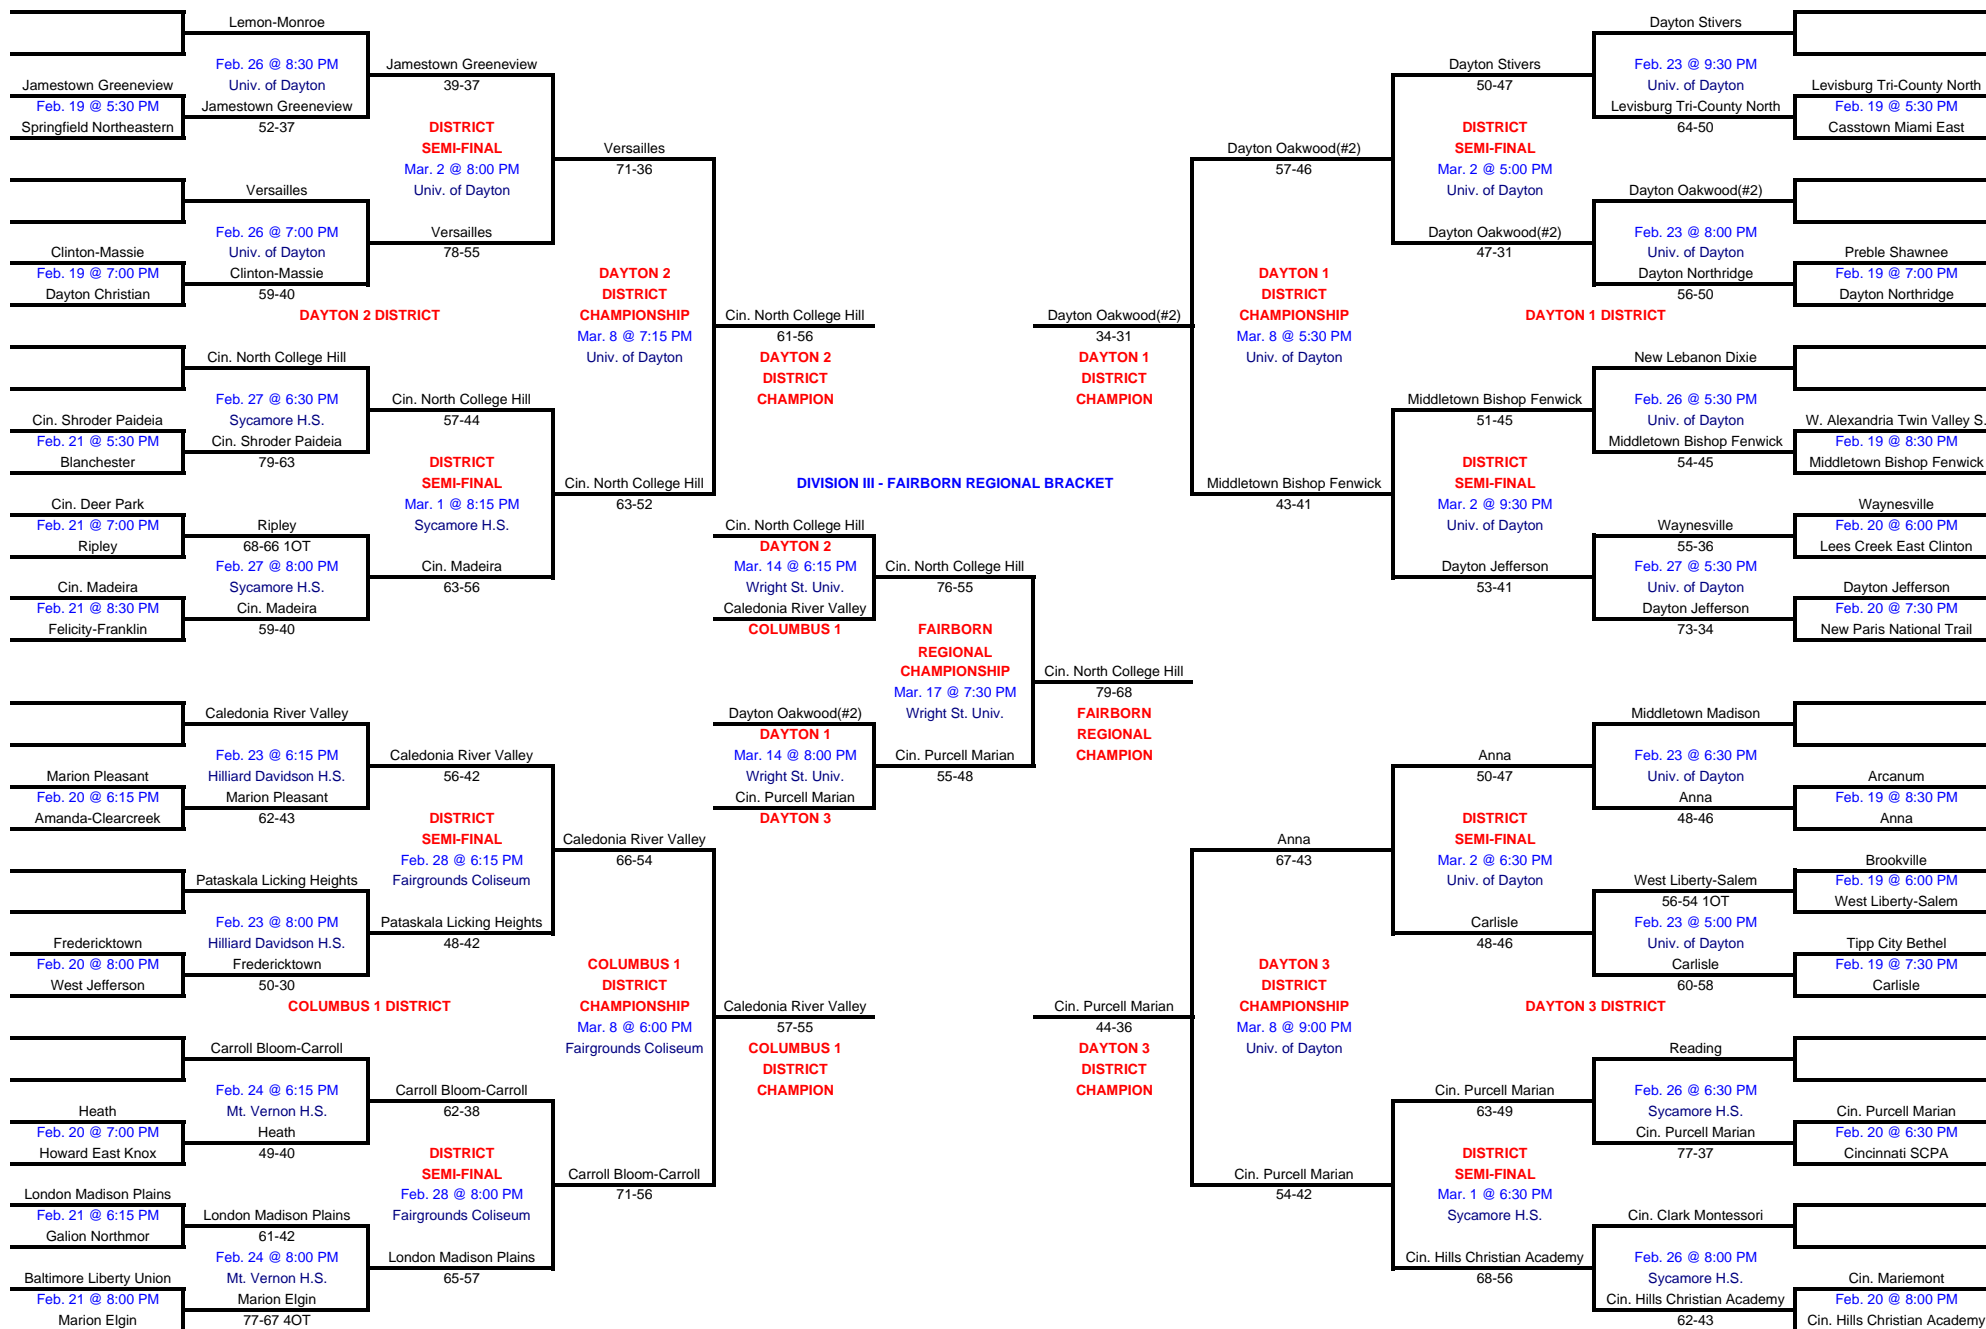 Lemon-Monroe
Feb. 26 @ 8:30 PM
Jamestown Greeneview
Jamestown Greeneview
Univ. of Dayton
39-37
Feb. 19 @ 5:30 PM
Jamestown Greeneview
Springfield Northeastern
52-37
DISTRICT
SEMI-FINAL
Mar. 2 @ 8:00 PM
Univ. of Dayton
Versailles
71-36
Versailles
Feb. 26 @ 7:00 PM
Versailles
Clinton-Massie
Univ. of Dayton
78-55
Feb. 19 @ 7:00 PM
Clinton-Massie
Dayton Christian
59-40
DAYTON 2 DISTRICT
DAYTON 2
DISTRICT
CHAMPIONSHIP
Mar. 8 @ 7:15 PM
Univ. of Dayton
Cin. North College Hill
61-56
DAYTON 2
DISTRICT
CHAMPION
Cin. North College Hill
Feb. 27 @ 6:30 PM
Cin. North College Hill
Cin. Shroder Paideia
Sycamore H.S.
57-44
Feb. 21 @ 5:30 PM
Cin. Shroder Paideia
Blanchester
79-63
DISTRICT
SEMI-FINAL
Mar. 1 @ 8:15 PM
Sycamore H.S.
Cin. North College Hill
63-52
Cin. Deer Park
Feb. 21 @ 7:00 PM
Ripley
Ripley
68-66 1OT
Feb. 27 @ 8:00 PM
Cin. Madeira
Cin. Madeira
Sycamore H.S.
63-56
Feb. 21 @ 8:30 PM
Cin. Madeira
Felicity-Franklin
59-40
Dayton Stivers
Dayton Stivers
Feb. 23 @ 9:30 PM
50-47
Univ. of Dayton
Levisburg Tri-County North
Levisburg Tri-County North
Feb. 19 @ 5:30 PM
64-50
Casstown Miami East
DISTRICT
SEMI-FINAL
Mar. 2 @ 5:00 PM
Univ. of Dayton
Dayton Oakwood(#2)
57-46
Dayton Oakwood(#2)
Dayton Oakwood(#2)
Feb. 23 @ 8:00 PM
47-31
Univ. of Dayton
Preble Shawnee
Dayton Northridge
Feb. 19 @ 7:00 PM
56-50
Dayton Northridge
DAYTON 1 DISTRICT
DAYTON 1
DISTRICT
CHAMPIONSHIP
Mar. 8 @ 5:30 PM
Univ. of Dayton
Dayton Oakwood(#2)
34-31
DAYTON 1
DISTRICT
CHAMPION
New Lebanon Dixie
Middletown Bishop Fenwick
Feb. 26 @ 5:30 PM
51-45
Univ. of Dayton
W. Alexandria Twin Valley S.
Middletown Bishop Fenwick
Feb. 19 @ 8:30 PM
54-45
Middletown Bishop Fenwick
DISTRICT
SEMI-FINAL
Mar. 2 @ 9:30 PM
Univ. of Dayton
Middletown Bishop Fenwick
43-41
Waynesville
Waynesville
Feb. 20 @ 6:00 PM
55-36
Lees Creek East Clinton
Dayton Jefferson
Feb. 27 @ 5:30 PM
53-41
Univ. of Dayton
Dayton Jefferson
Dayton Jefferson
Feb. 20 @ 7:30 PM
73-34
New Paris National Trail
DIVISION III - FAIRBORN REGIONAL BRACKET
Cin. North College Hill
DAYTON 2
Mar. 14 @ 6:15 PM
Wright St. Univ.
Caledonia River Valley
COLUMBUS 1
Cin. North College Hill
76-55
FAIRBORN
REGIONAL
CHAMPIONSHIP
Mar. 17 @ 7:30 PM
Wright St. Univ.
Cin. North College Hill
79-68
FAIRBORN
REGIONAL
CHAMPION
Dayton Oakwood(#2)
DAYTON 1
Mar. 14 @ 8:00 PM
Wright St. Univ.
Cin. Purcell Marian
DAYTON 3
Cin. Purcell Marian
55-48
Caledonia River Valley
Feb. 23 @ 6:15 PM
Caledonia River Valley
Marion Pleasant
Hilliard Davidson H.S.
56-42
Feb. 20 @ 6:15 PM
Marion Pleasant
Amanda-Clearcreek
62-43
DISTRICT
SEMI-FINAL
Feb. 28 @ 6:15 PM
Fairgrounds Coliseum
Caledonia River Valley
66-54
Pataskala Licking Heights
Feb. 23 @ 8:00 PM
Pataskala Licking Heights
Fredericktown
Hilliard Davidson H.S.
48-42
Feb. 20 @ 8:00 PM
Fredericktown
West Jefferson
50-30
COLUMBUS 1 DISTRICT
COLUMBUS 1
DISTRICT
CHAMPIONSHIP
Mar. 8 @ 6:00 PM
Fairgrounds Coliseum
Caledonia River Valley
57-55
COLUMBUS 1
DISTRICT
CHAMPION
Carroll Bloom-Carroll
Feb. 24 @ 6:15 PM
Carroll Bloom-Carroll
Heath
Mt. Vernon H.S.
62-38
Feb. 20 @ 7:00 PM
Heath
Howard East Knox
49-40
DISTRICT
SEMI-FINAL
Feb. 28 @ 8:00 PM
Fairgrounds Coliseum
Carroll Bloom-Carroll
71-56
London Madison Plains
Feb. 21 @ 6:15 PM
London Madison Plains
Galion Northmor
61-42
Feb. 24 @ 8:00 PM
London Madison Plains
Baltimore Liberty Union
Mt. Vernon H.S.
65-57
Feb. 21 @ 8:00 PM
Marion Elgin
Marion Elgin
77-67 4OT
Middletown Madison
Anna
Feb. 23 @ 6:30 PM
50-47
Univ. of Dayton
Arcanum
Anna
Feb. 19 @ 8:30 PM
48-46
Anna
DISTRICT
SEMI-FINAL
Mar. 2 @ 6:30 PM
Univ. of Dayton
Anna
67-43
Brookville
West Liberty-Salem
Feb. 19 @ 6:00 PM
56-54 1OT
West Liberty-Salem
Carlisle
Feb. 23 @ 5:00 PM
48-46
Univ. of Dayton
Tipp City Bethel
Carlisle
Feb. 19 @ 7:30 PM
60-58
Carlisle
DAYTON 3 DISTRICT
DAYTON 3
DISTRICT
CHAMPIONSHIP
Mar. 8 @ 9:00 PM
Univ. of Dayton
Cin. Purcell Marian
44-36
DAYTON 3
DISTRICT
CHAMPION
Reading
Cin. Purcell Marian
Feb. 26 @ 6:30 PM
63-49
Sycamore H.S.
Cin. Purcell Marian
Cin. Purcell Marian
Feb. 20 @ 6:30 PM
77-37
Cincinnati SCPA
DISTRICT
SEMI-FINAL
Mar. 1 @ 6:30 PM
Sycamore H.S.
Cin. Purcell Marian
54-42
Cin. Clark Montessori
Cin. Hills Christian Academy
Feb. 26 @ 8:00 PM
68-56
Sycamore H.S.
Cin. Mariemont
Cin. Hills Christian Academy
Feb. 20 @ 8:00 PM
62-43
Cin. Hills Christian Academy